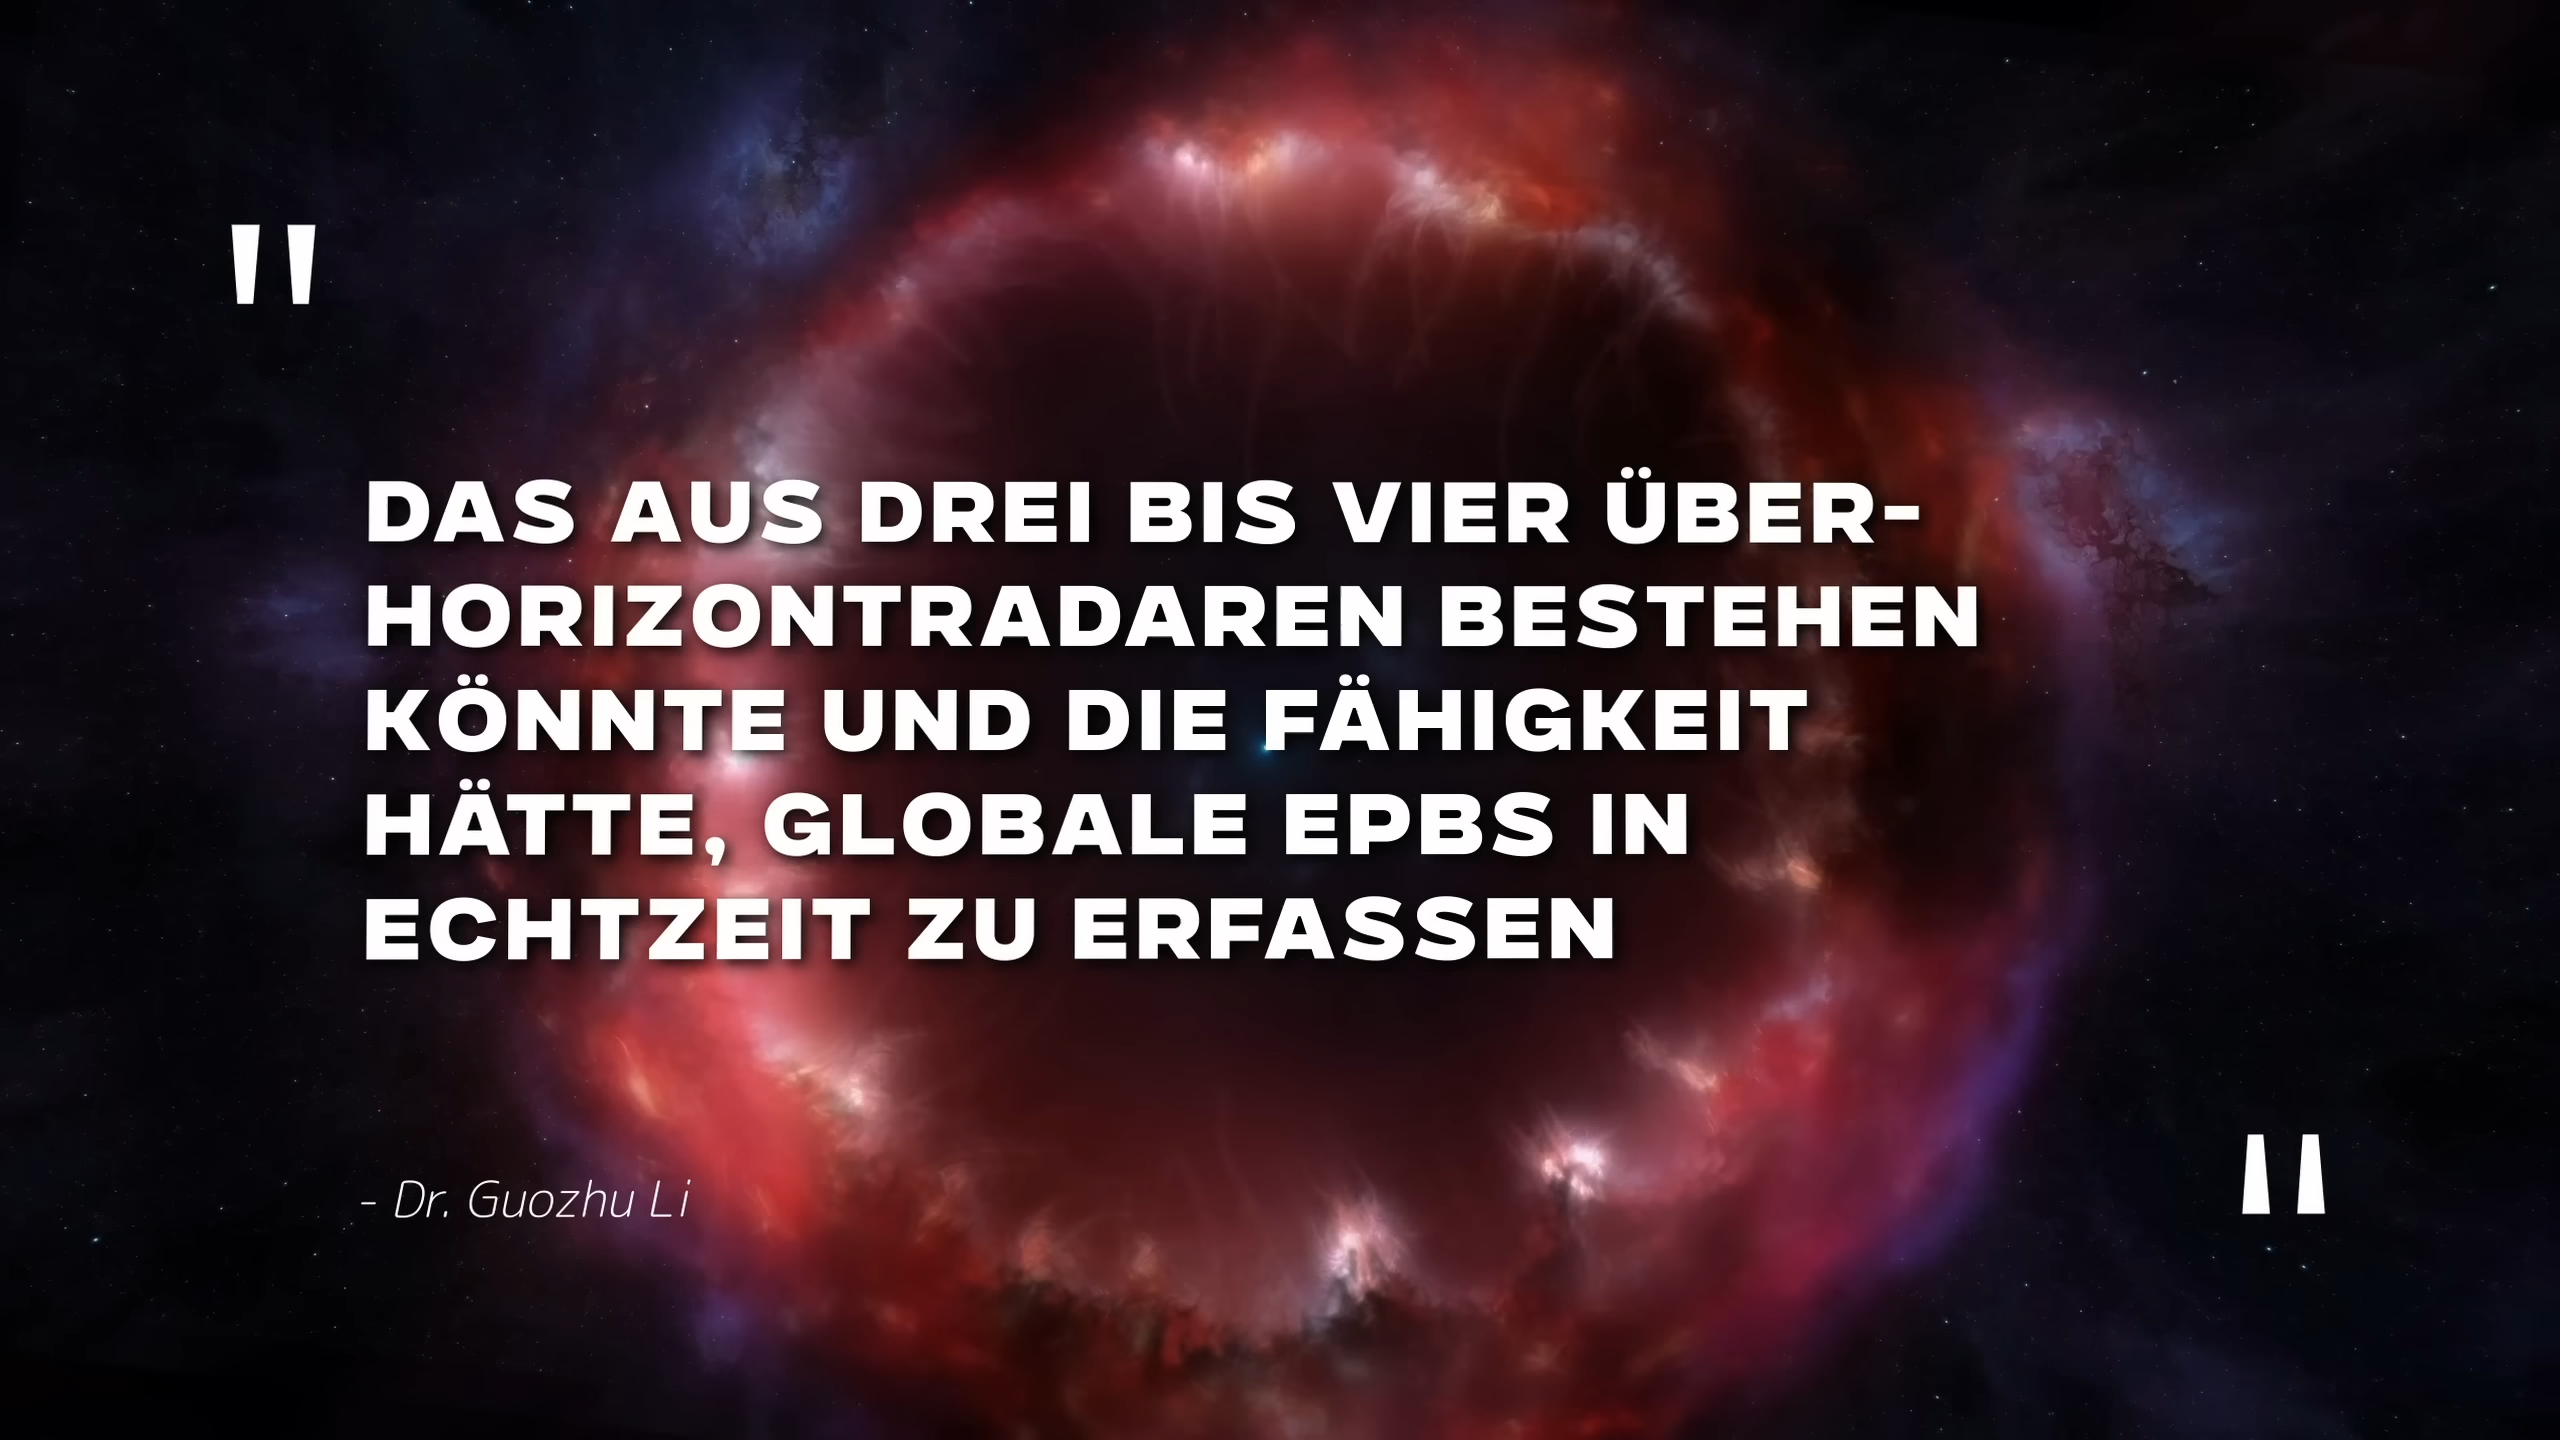 "
DAS AUS DREI BIS VIER ÜBER-
HORIZONTRADAREN BESTEHEN
KÖNNTE UND DIE FÄHIGKEIT
HÄTTE, GLOBALE EPBS IN
ECHTZEIT ZU ERFASSEN
- Dr. Guozhu Li
"